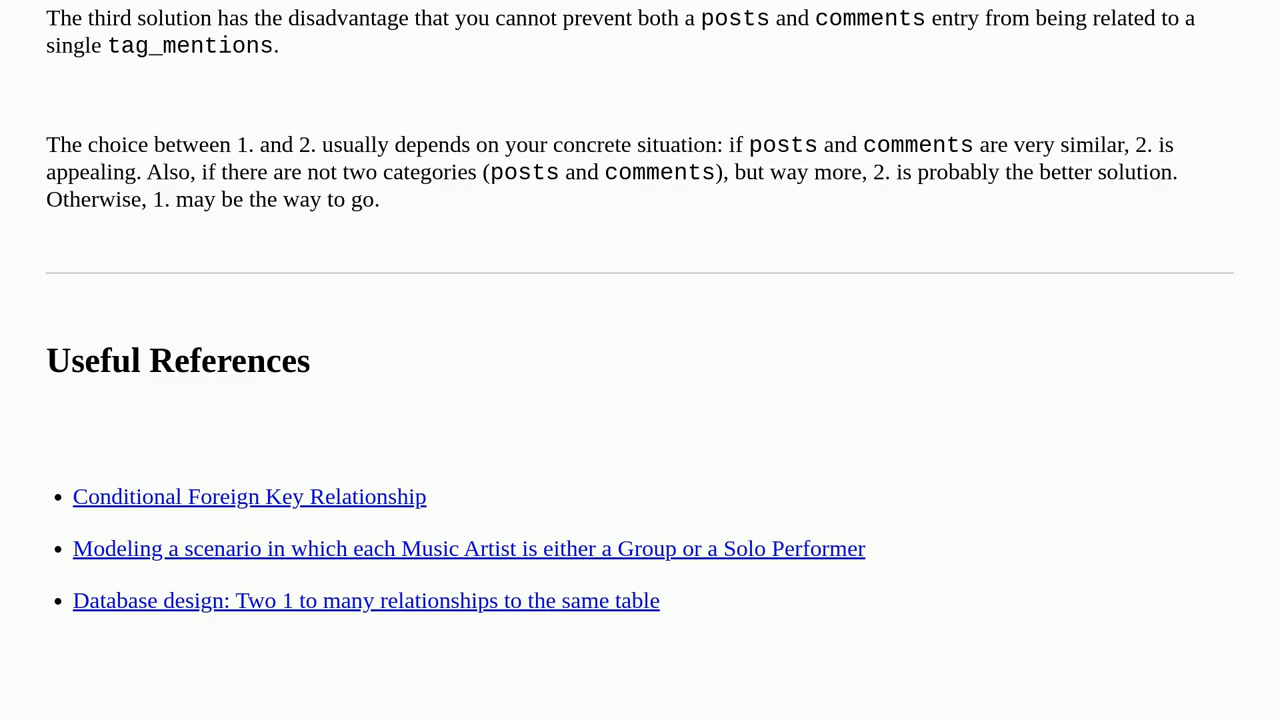 The third solution has the disadvantage that you cannot prevent both a posts and comments entry from being related to a
single tag_mentions.
The choice between 1. and 2. usually depends on your concrete situation: if posts and comments are very similar, 2. is
appealing. Also, if there are not two categories (posts and comments), but way more, 2. is probably the better solution.
Otherwise, 1. may be the way to go.
Useful References
• Conditional Foreign Key Relationship
• Modeling a scenario in which each Music Artist is either a Group or a Solo Performer
• Database design: Two 1 to many relationships to the same table